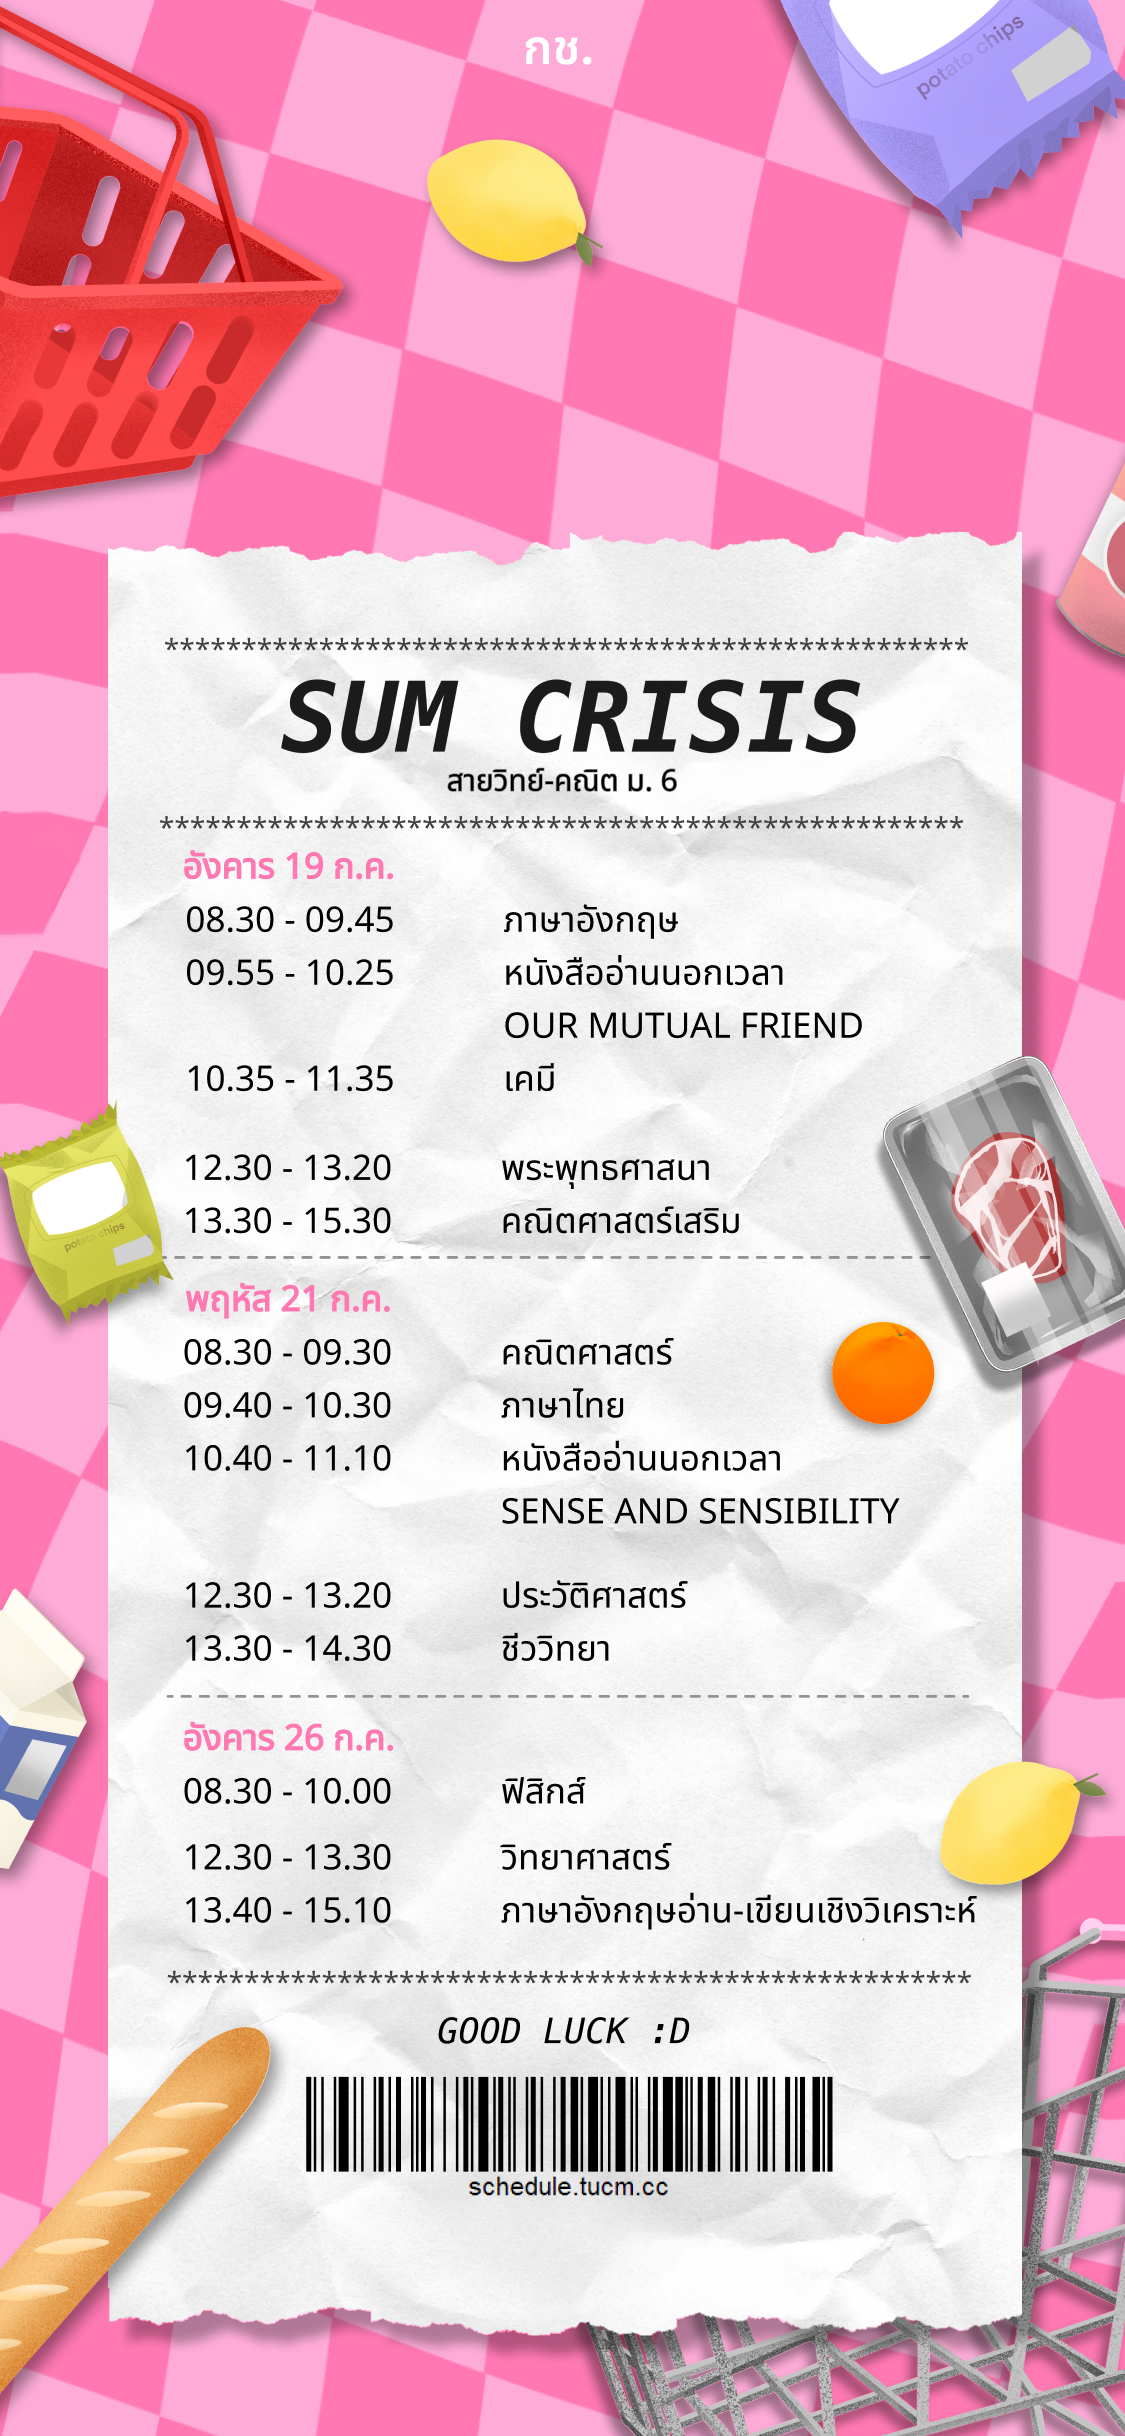 กช.
potato chips
***************************************************
SUM CRISIS
สายวิทย์-คณิต ม. 6
***************************************************
อังคาร 19 ก.ค.
08.30 - 09.45 ภาษาอังกฤษ
09.55 - 10.25 หนังสืออ่านนอกเวลา
OUR MUTUAL FRIEND
10.35 - 11.35 เคมี
12.30 - 13.20 พระพุทธศาสนา
13.30 - 15.30 คณิตศาสตร์เสริม
potato chips
พฤหัส 21 ก.ค.
08.30 - 09.30 คณิตศาสตร์
09.40 - 10.30 ภาษาไทย
10.40 - 11.10 หนังสืออ่านนอกเวลา
SENSE AND SENSIBILITY
12.30 - 13.20 ประวัติศาสตร์
13.30 - 14.30 ชีววิทยา
อังคาร 26 ก.ค.
08.30 - 10.00 ฟิสิกส์
12.30 - 13.30 วิทยาศาสตร์
13.40 - 15.10 ภาษาอังกฤษอ่าน-เขียนเชิงวิเคราะห์
***************************************************
GOOD LUCK :D
schedule.tucm.cc